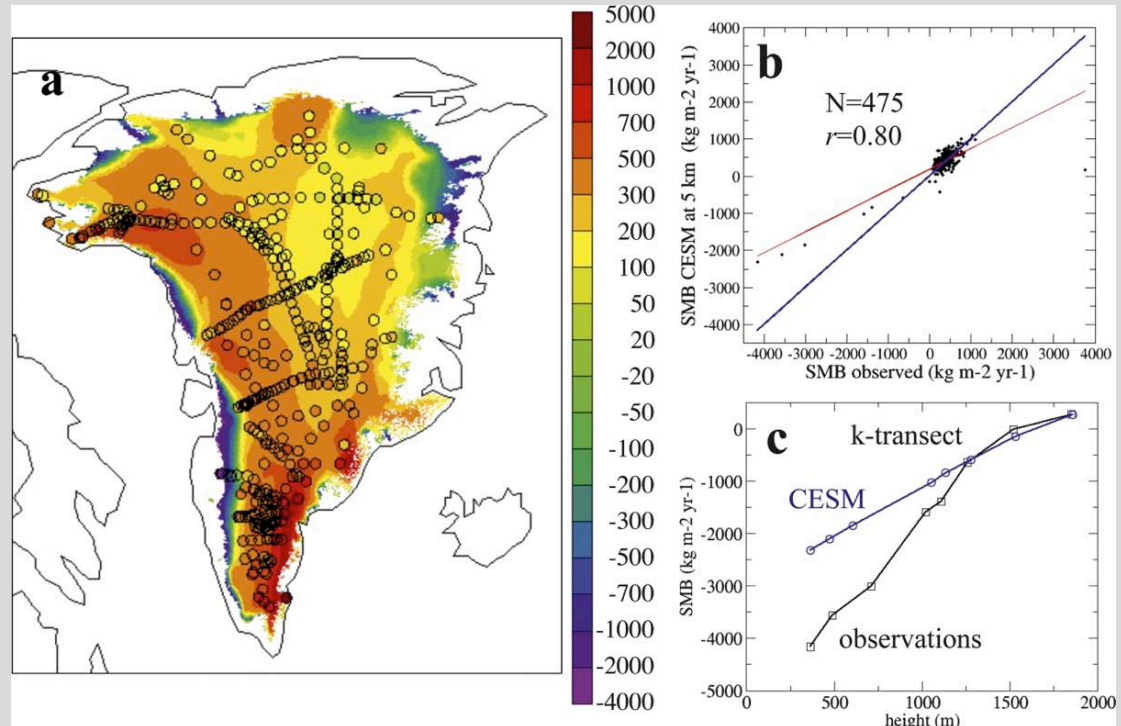 a
5000
2000
1000
700
500
300
200
100
50
20
-20
-50
-100
-200
-300
-500
-700
-1000
-2000
-4000
b
N=475
r=0.80
SMB CESM at 5 km (kg m-2 yr-1)
4000
3000
2000
1000
0
-1000
-2000
-3000
-4000
-4000 -3000 -2000 -1000 0 1000 2000 3000 4000
SMB observed (kg m-2 yr-1)
c
k-transect
CESM
observations
SMB (kg m-2 yr-1)
0
-1000
-2000
-3000
-4000
-5000
0 500 1000 1500 2000
height (m)